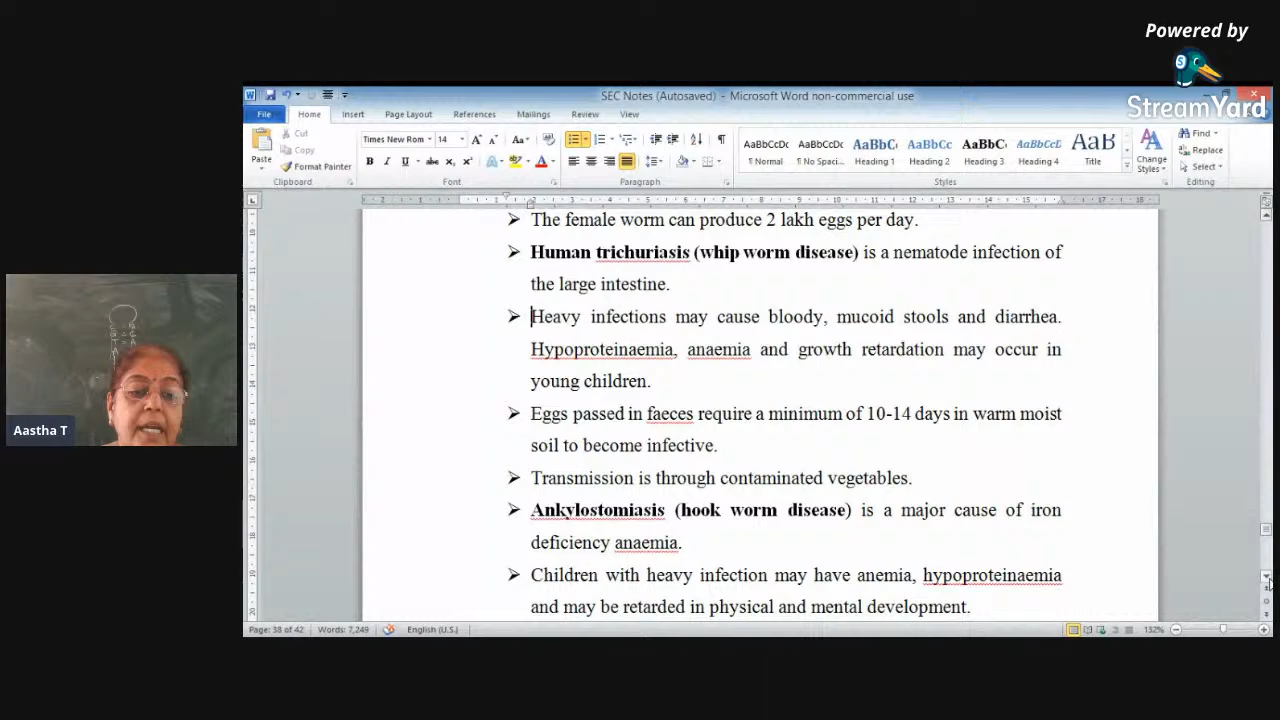 Powered by
StreamYard
SEC Notes (Autosaved) - Microsoft Word non-commercial use
File Home Insert Page Layout References Mailings Review View
Cut
Copy
Format Painter
Paste
Times New Rom 14
AaBbCcDc AaBbCcDc AaBbC AaBbCc AaBbC AaBbCcD AaB
¶ Normal ¶ No Spaci... Heading 1 Heading 2 Heading 3 Heading 4 Title
Change Styles
Find
Replace
Select
Clipboard Font Paragraph Styles Editing
➢ The female worm can produce 2 lakh eggs per day.
➢ Human trichuriasis (whip worm disease) is a nematode infection of
the large intestine.
➢ Heavy infections may cause bloody, mucoid stools and diarrhea.
Hypoproteinaemia, anaemia and growth retardation may occur in
young children.
➢ Eggs passed in faeces require a minimum of 10-14 days in warm moist
soil to become infective.
➢ Transmission is through contaminated vegetables.
➢ Ankylostomiasis (hook worm disease) is a major cause of iron
deficiency anaemia.
➢ Children with heavy infection may have anemia, hypoproteinaemia
and may be retarded in physical and mental development.
Aastha T
Page: 38 of 42 Words: 7,249 English (U.S.) 132%